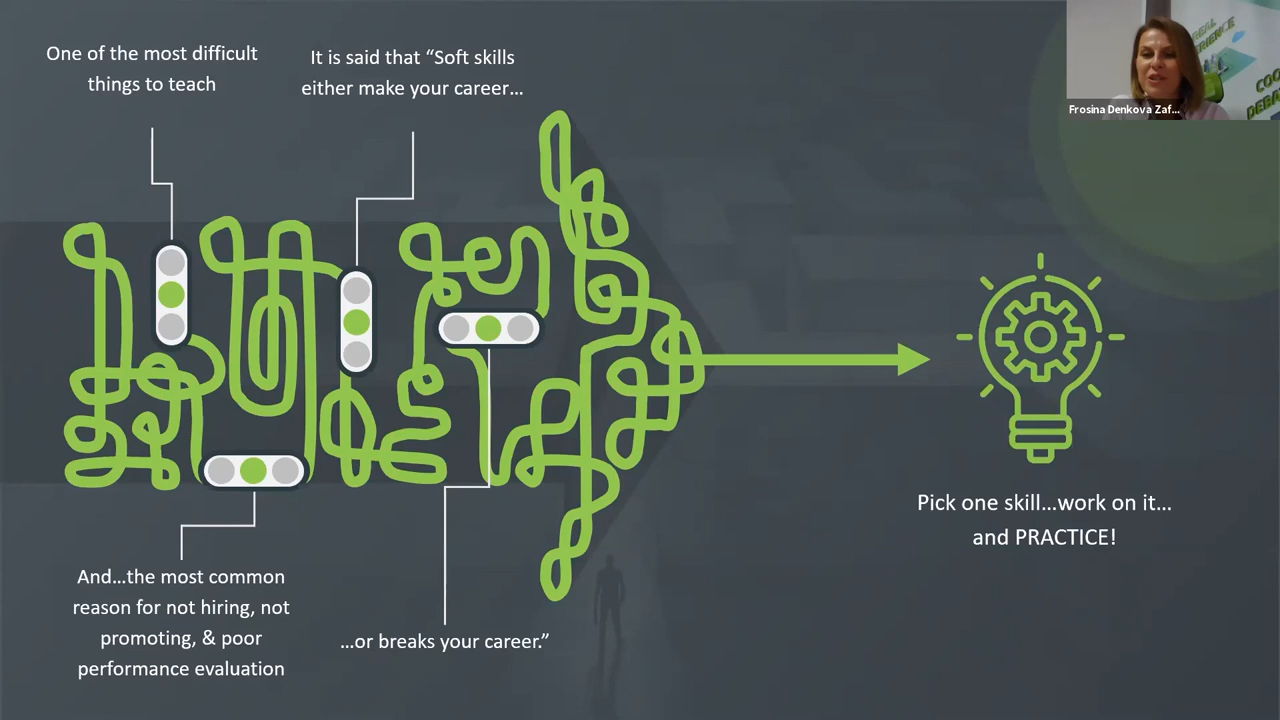 One of the most difficult
things to teach
It is said that “Soft skills
either make your career...
And...the most common
reason for not hiring, not
promoting, & poor
performance evaluation
...or breaks your career.”
Pick one skill...work on it...
and PRACTICE!
Frosina Denkova Zaf...